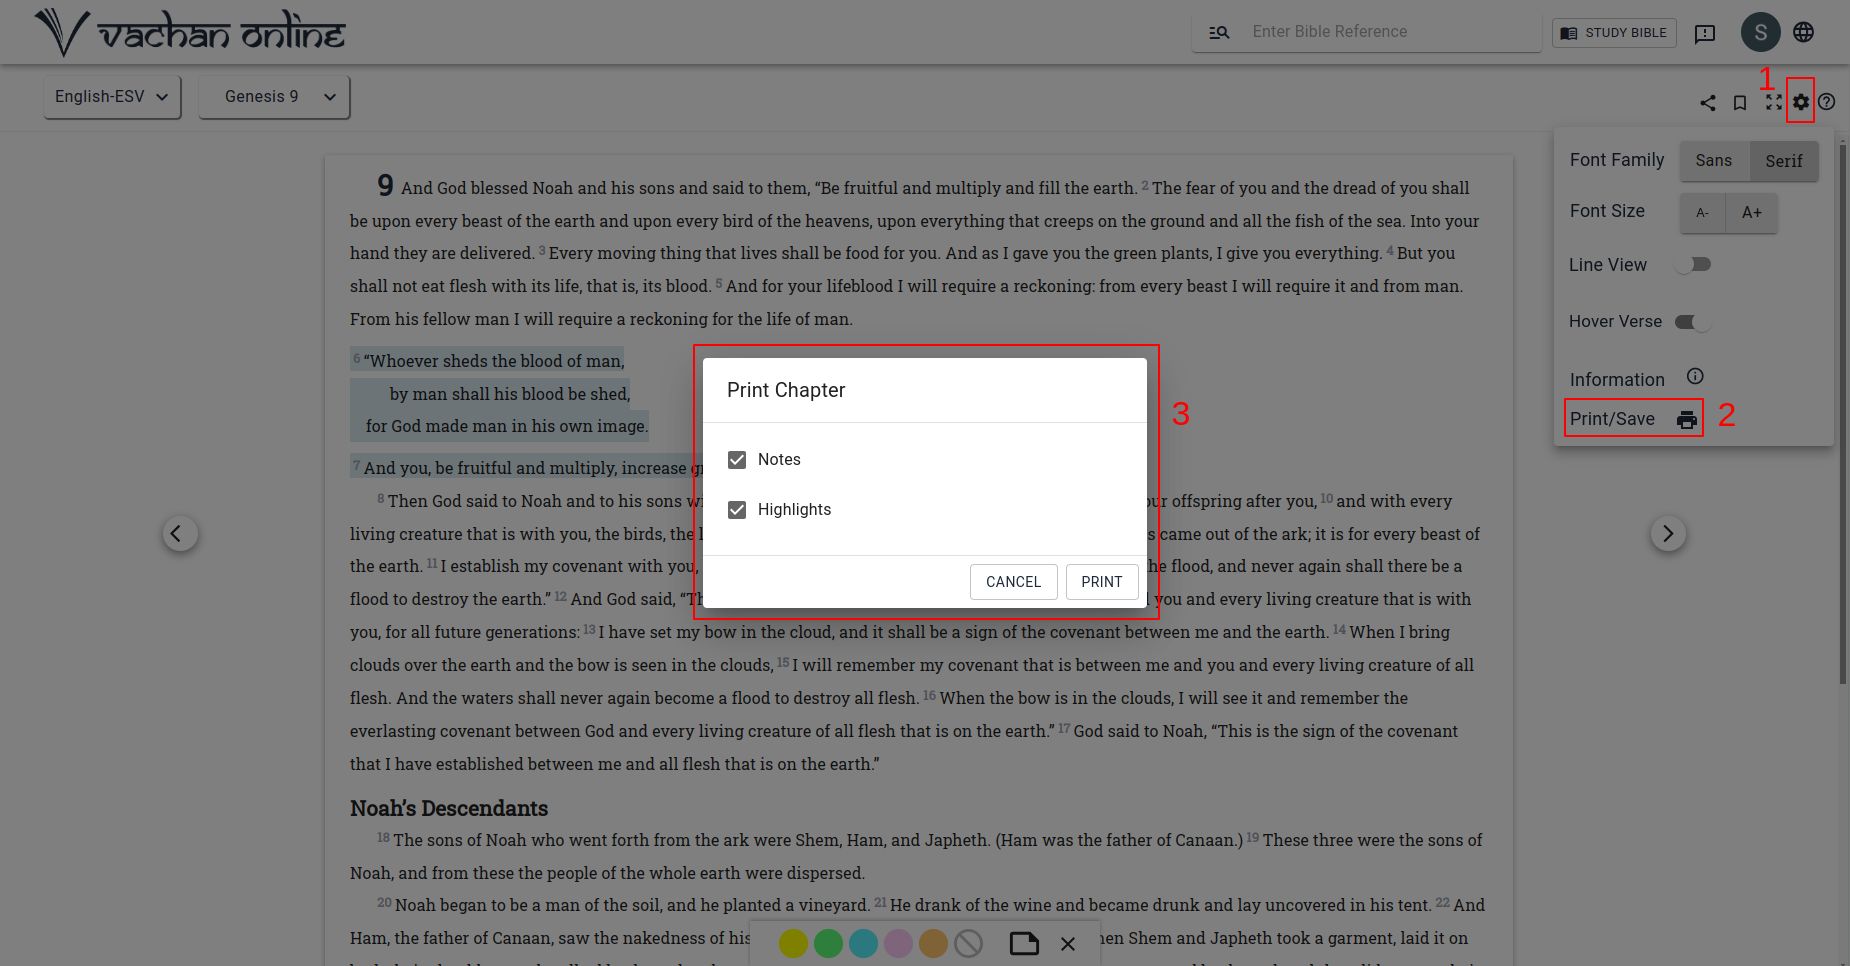 vachan online
Enter Bible Reference
STUDY BIBLE
S
English-ESV
Genesis 9
1
Font Family
Sans
Serif
Font Size
A-
A+
Line View
Hover Verse
Information
Print/Save
2
9 And God blessed Noah and his sons and said to them, “Be fruitful and multiply and fill the earth. 2 The fear of you and the dread of you shall
be upon every beast of the earth and upon every bird of the heavens, upon everything that creeps on the ground and all the fish of the sea. Into your
hand they are delivered. 3 Every moving thing that lives shall be food for you. And as I gave you the green plants, I give you everything. 4 But you
shall not eat flesh with its life, that is, its blood. 5 And for your lifeblood I will require a reckoning: from every beast I will require it and from man.
From his fellow man I will require a reckoning for the life of man.
6 “Whoever sheds the blood of man,
by man shall his blood be shed,
for God made man in his own image.
7 And you, be fruitful and multiply, increase
8 Then God said to Noah and to his sons offspring after you, 10 and with every
living creature that is with you, the birds, the came out of the ark; it is for every beast of
the earth. 11 I establish my covenant with you, the flood, and never again shall there be a
flood to destroy the earth.” 12 And God said, you and every living creature that is with
you, for all future generations: 13 I have set my bow in the cloud, and it shall be a sign of the covenant between me and the earth. 14 When I bring
clouds over the earth and the bow is seen in the clouds, 15 I will remember my covenant that is between me and you and every living creature of all
flesh. And the waters shall never again become a flood to destroy all flesh. 16 When the bow is in the clouds, I will see it and remember the
everlasting covenant between God and every living creature of all flesh that is on the earth.” 17 God said to Noah, “This is the sign of the covenant
that I have established between me and all flesh that is on the earth.”
Noah’s Descendants
18 The sons of Noah who went forth from the ark were Shem, Ham, and Japheth. (Ham was the father of Canaan.) 19 These three were the sons of
Noah, and from these the people of the whole earth were dispersed.
20 Noah began to be a man of the soil, and he planted a vineyard. 21 He drank of the wine and became drunk and lay uncovered in his tent. 22 And
Ham, the father of Canaan, saw the nakedness of his Shem and Japheth took a garment, laid it on
Print Chapter
3
Notes
Highlights
CANCEL
PRINT